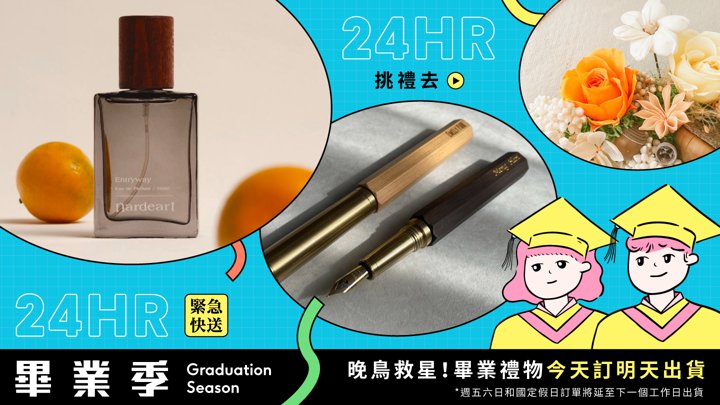 24HR
挑禮去
Entryway
Eau de Parfum / 50ml
nardearl
24HR
緊急
快送
畢業季
Graduation
Season
晚鳥救星！畢業禮物今天訂明天出貨
*週五六日和國定假日訂單將延至下一個工作日出貨